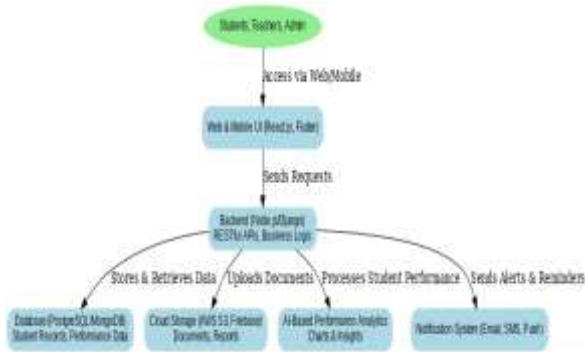 Students, Teachers, Admin
Access via Web/Mobile
Web & Mobile UI (React.js, Flutter)
Sends Requests
Backend (Node.js/Django)
RESTful APIs, Business Logic
Stores & Retrieves Data
Uploads Documents
Processes Student Performance
Sends Alerts & Reminders
Database (PostgreSQL/MongoDB)
Student Records, Performance Data
Cloud Storage (AWS S3, Firebase)
Documents, Reports
AI-Based Performance Analytics
Charts & Insights
Notification System (Email, SMS, Push)